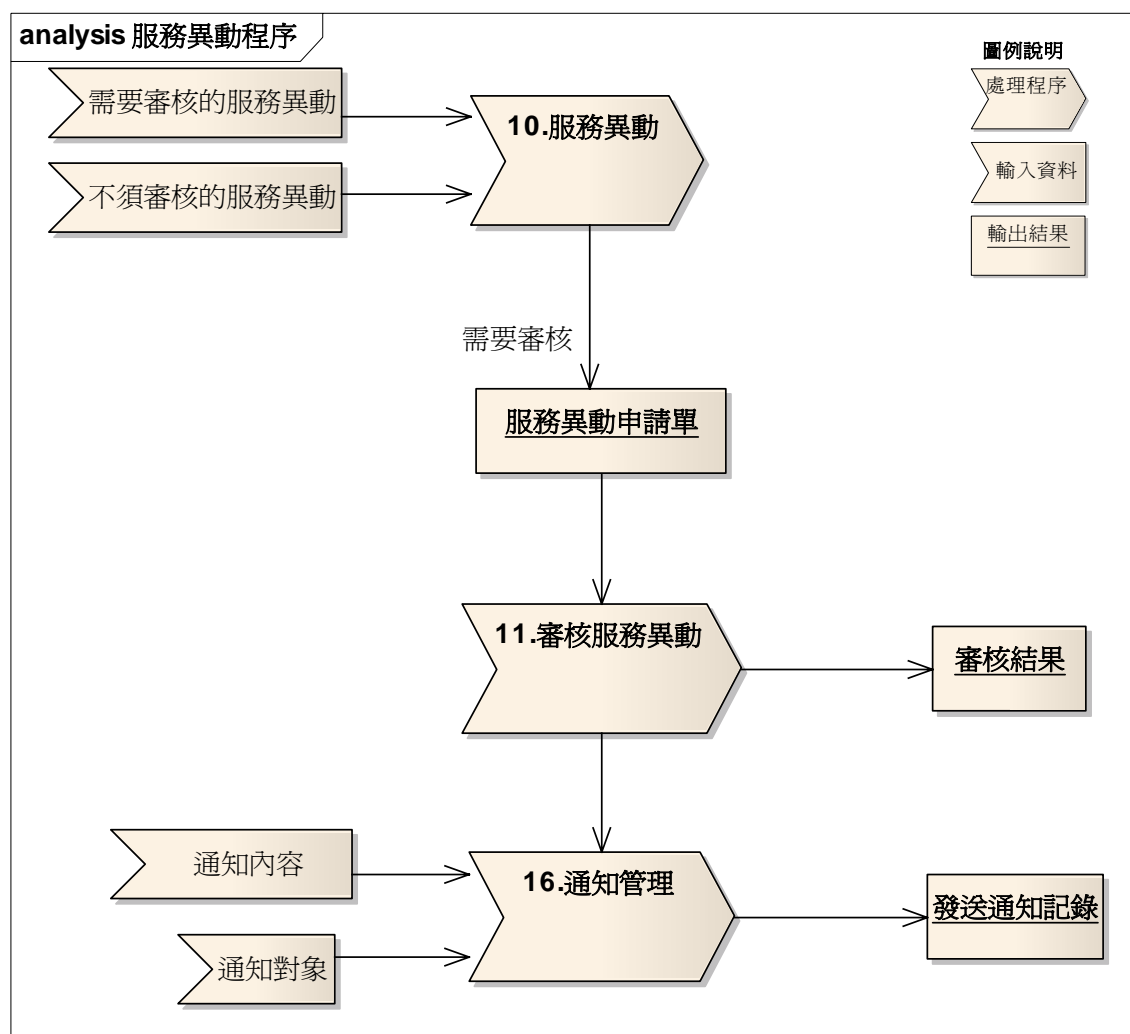 analysis 服務異動程序
圖例說明
處理程序
輸入資料
輸出結果
需要審核的服務異動
不須審核的服務異動
10.服務異動
需要審核
服務異動申請單
11.審核服務異動
審核結果
通知內容
通知對象
16.通知管理
發送通知記錄